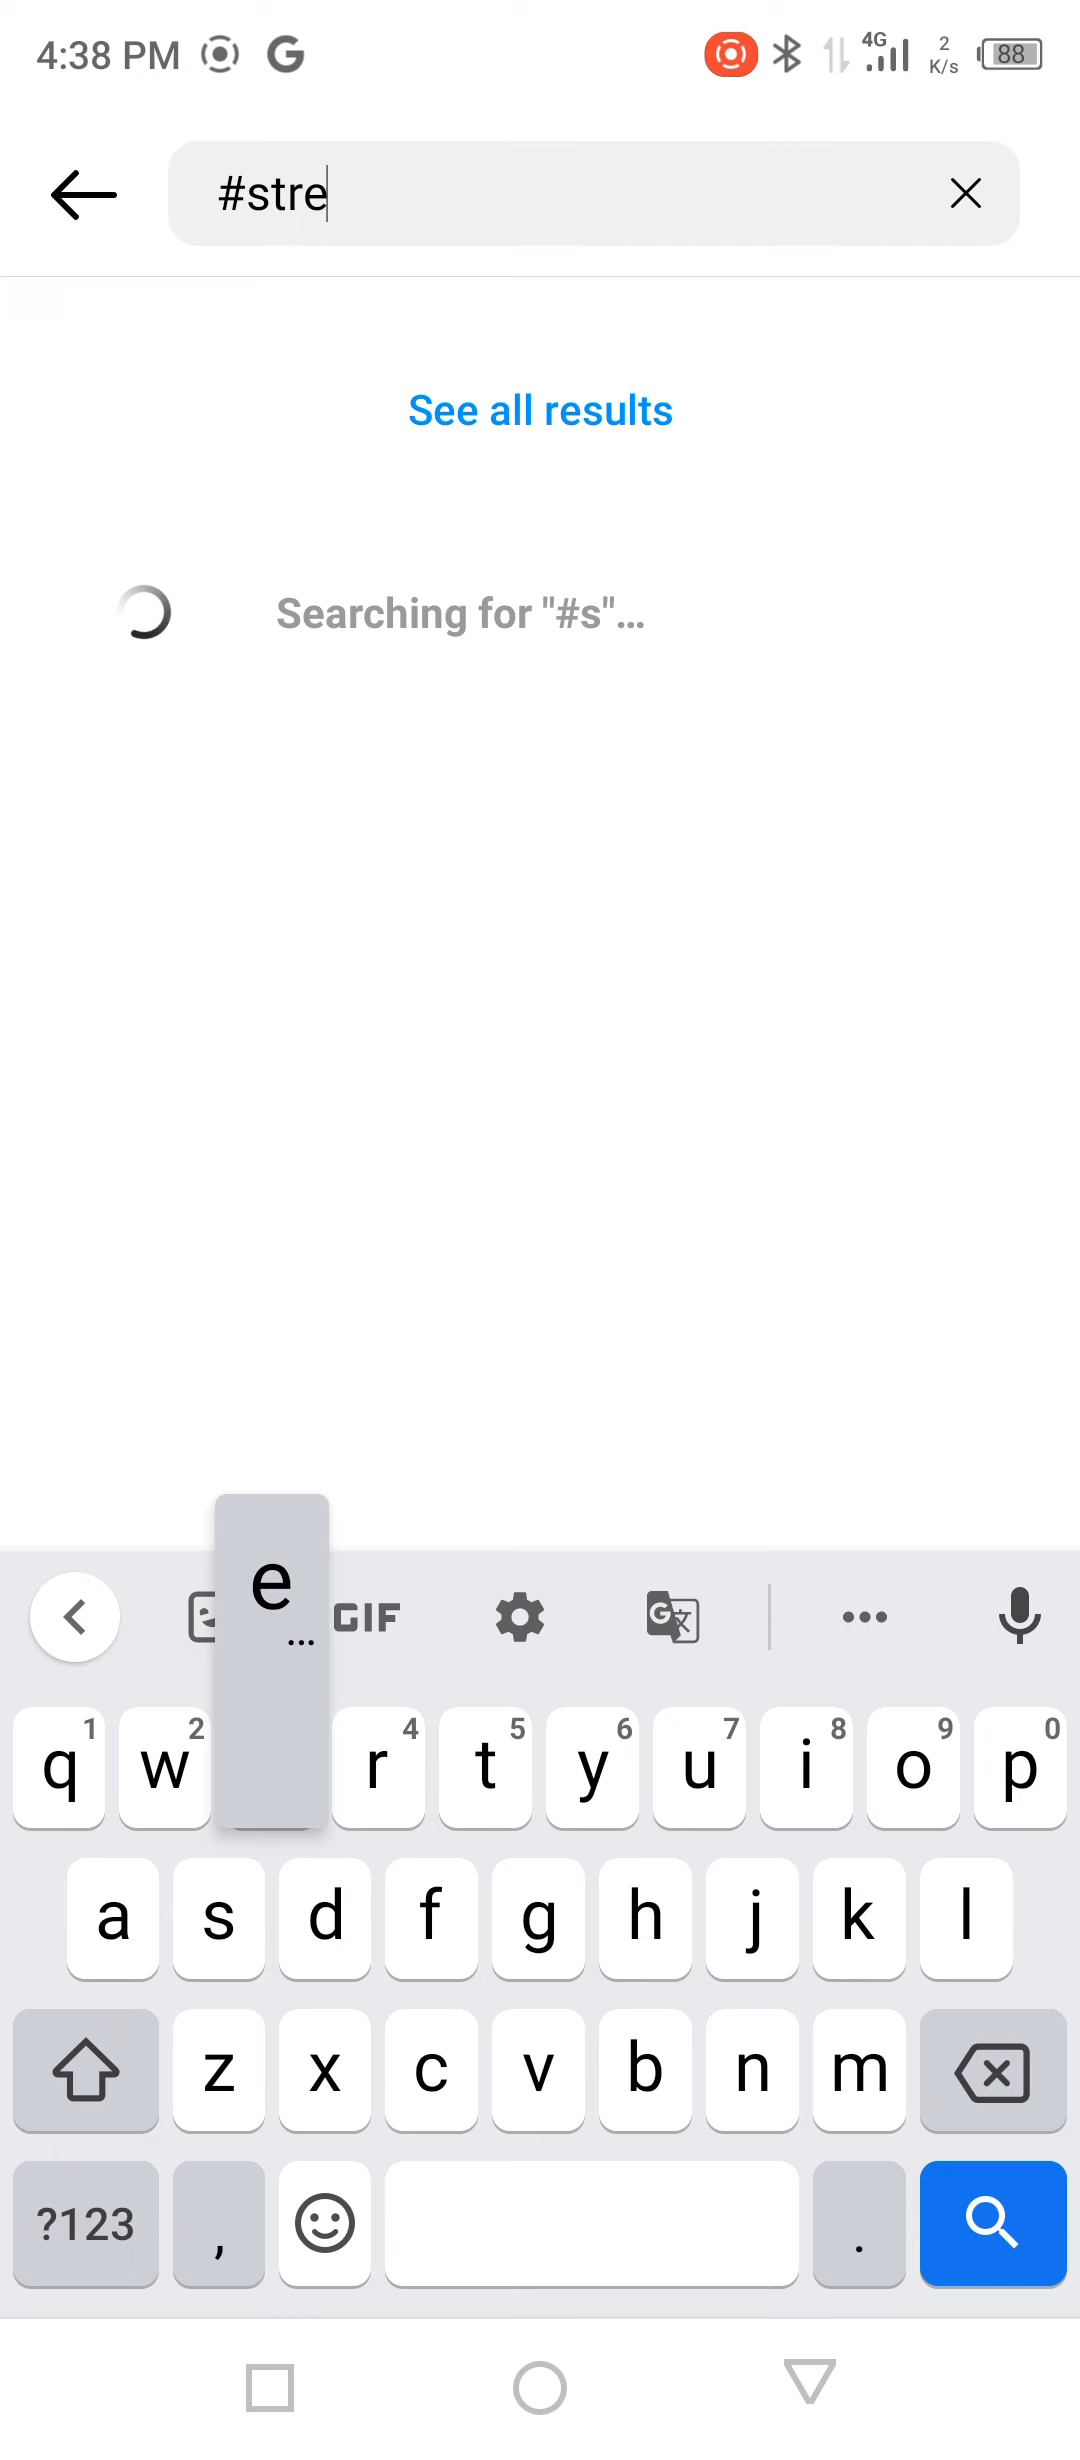 4:38 PM G 4G 2 K/s 88
#stre
See all results
Searching for "#s"...
e
...
GIF G 文
q 1 w 2 r 4 t 5 y 6 u 7 i 8 o 9 p 0
a s d f g h j k l
z x c v b n m
?123 , .